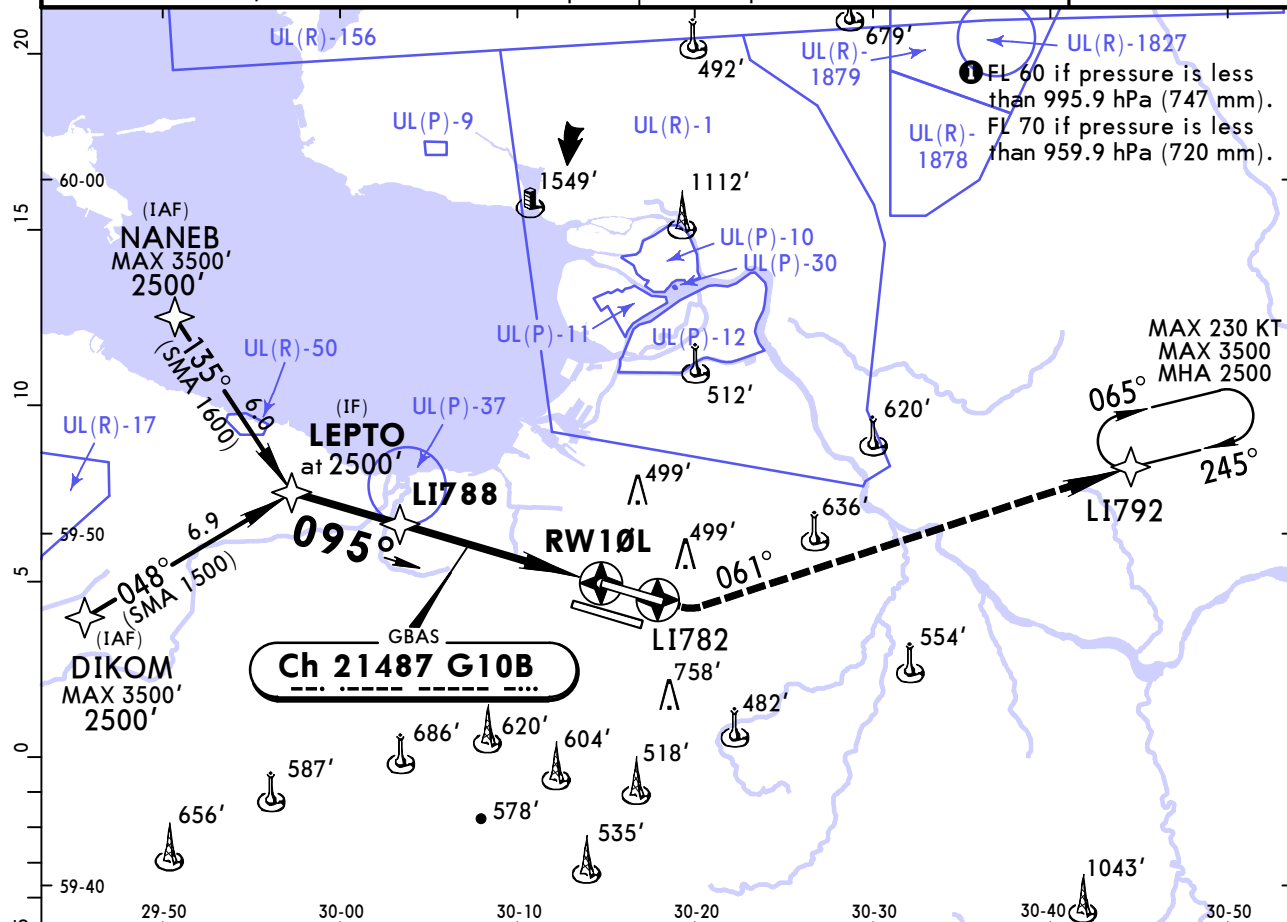 20
UL(R)-156
492'
679'
UL(R)-
1879
UL(R)-1827
i FL 60 if pressure is less
than 995.9 hPa (747 mm).
FL 70 if pressure is less
than 959.9 hPa (720 mm).
UL(P)-9
UL(R)-1
UL(R)-
1878
60-00
1549'
1112'
15
(IAF)
NANEB
MAX 3500'
2500'
UL(P)-10
UL(P)-30
UL(P)-11
UL(P)-12
512'
135°
(SMA 1600)
6.0
UL(R)-50
MAX 230 KT
MAX 3500
MHA 2500
065°
245°
10
UL(R)-17
(IF)
LEPTO
at 2500'
UL(P)-37
620'
LI788
499'
636'
LI792
59-50
6.9
095°
RW10L
499'
5
048°
(SMA 1500)
061°
(IAF)
DIKOM
MAX 3500'
2500'
GBAS
Ch 21487 G10B
LI782
758'
554'
482'
0
686'
620'
604'
518'
587'
578'
656'
535'
1043'
59-40
29-50
30-00
30-10
30-20
30-30
30-40
30-50